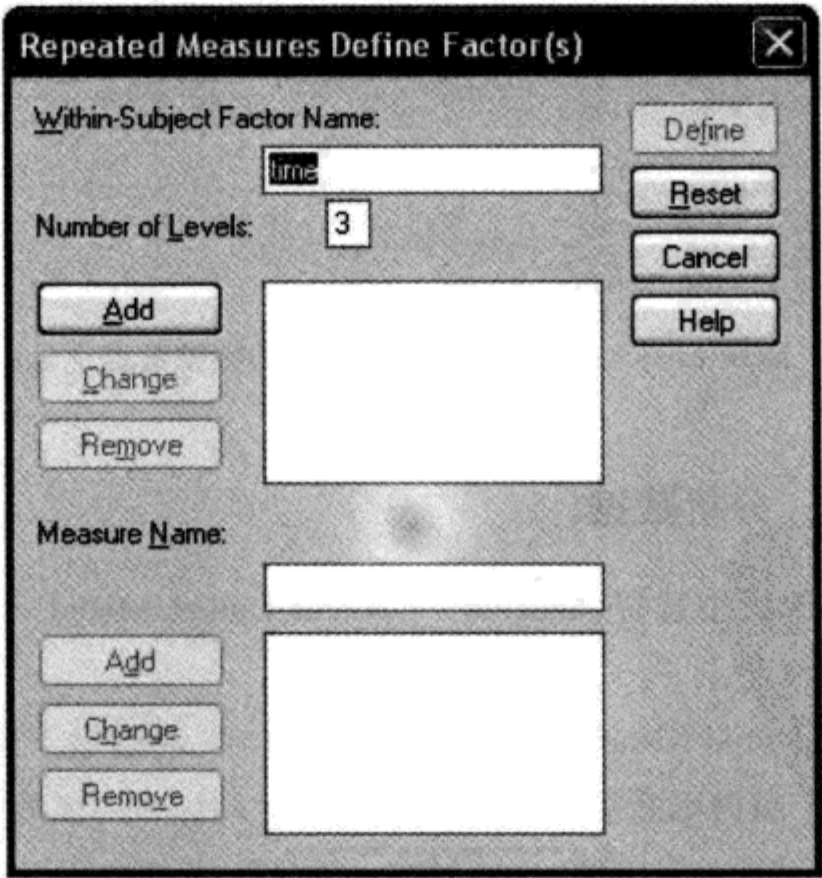 Repeated Measures Define Factor(s)
Within-Subject Factor Name:
Define
time
Reset
Number of Levels: 3
Cancel
Add
Help
Change
Remove
Measure Name:
Add
Change
Remove